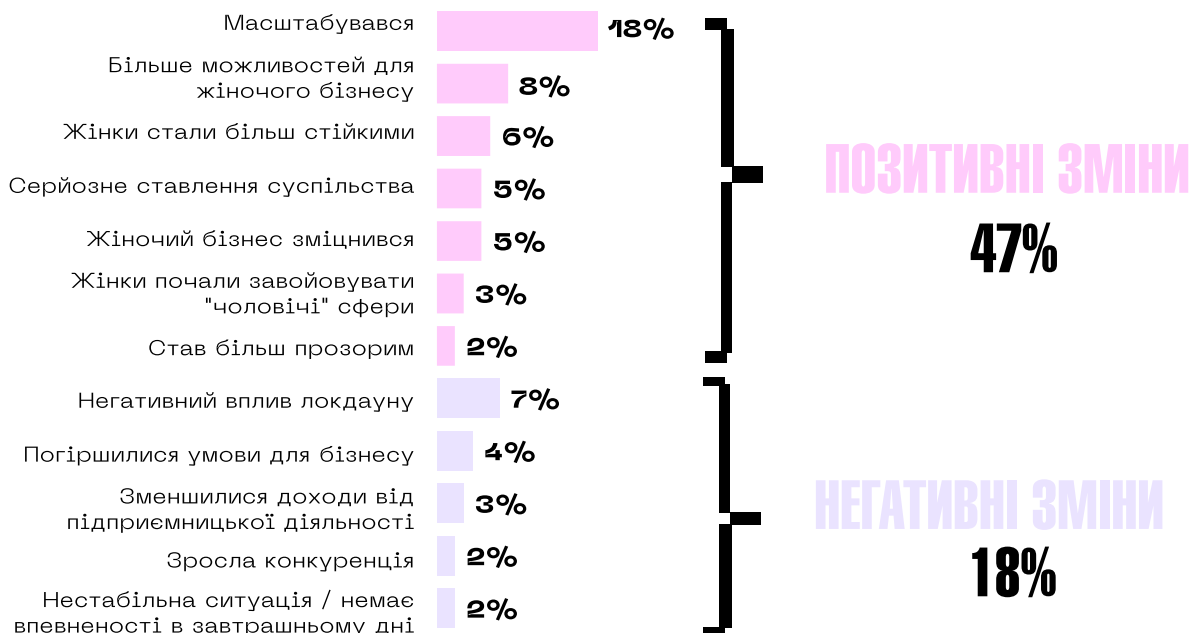 Масштабувався
18%
Більше можливостей для
жіночого бізнесу
8%
Жінки стали більш стійкими
6%
Серйозне ставлення суспільства
5%
Жіночий бізнес зміцнився
5%
Жінки почали завойовувати
"чоловічі" сфери
3%
Став більш прозорим
2%
ПОЗИТИВНІ ЗМІНИ
47%
Негативний вплив локдауну
7%
Погіршилися умови для бізнесу
4%
Зменшилися доходи від
підприємницької діяльності
3%
Зросла конкуренція
2%
Нестабільна ситуація / немає
впевненості в завтрашньому дні
2%
НЕГАТИВНІ ЗМІНИ
18%